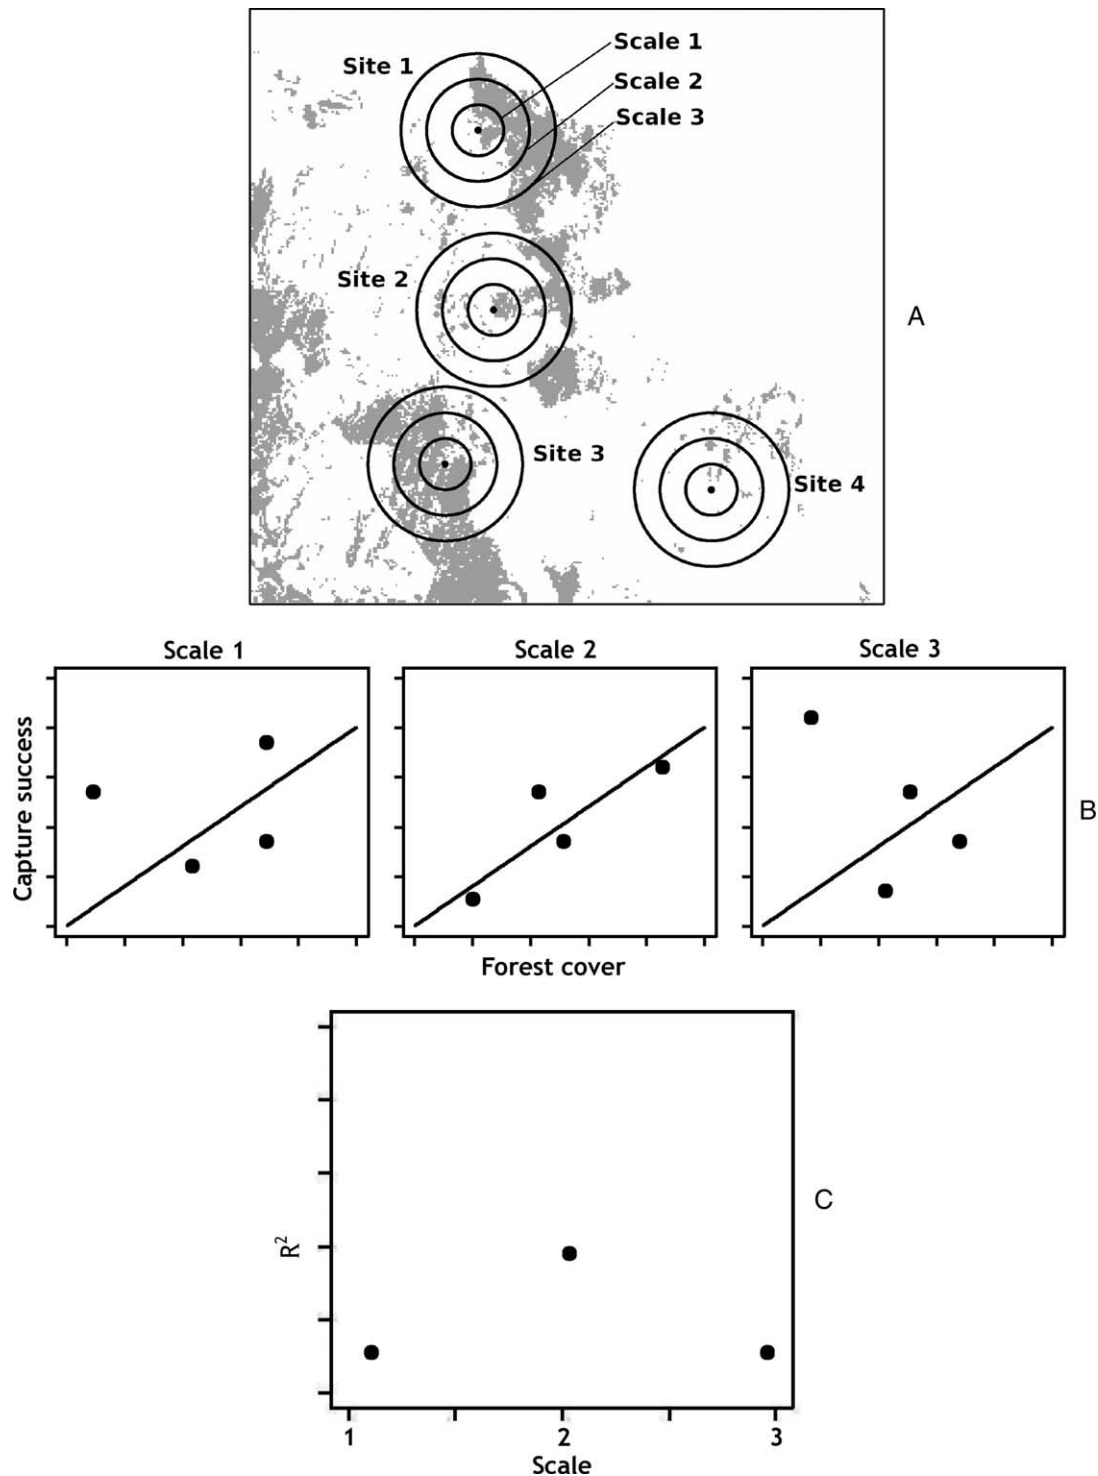 Site 1
Scale 1
Scale 2
Scale 3
Site 2
A
Site 3
Site 4
Scale 1
Scale 2
Scale 3
Capture success
B
Forest cover
C
R²
1
2
3
Scale